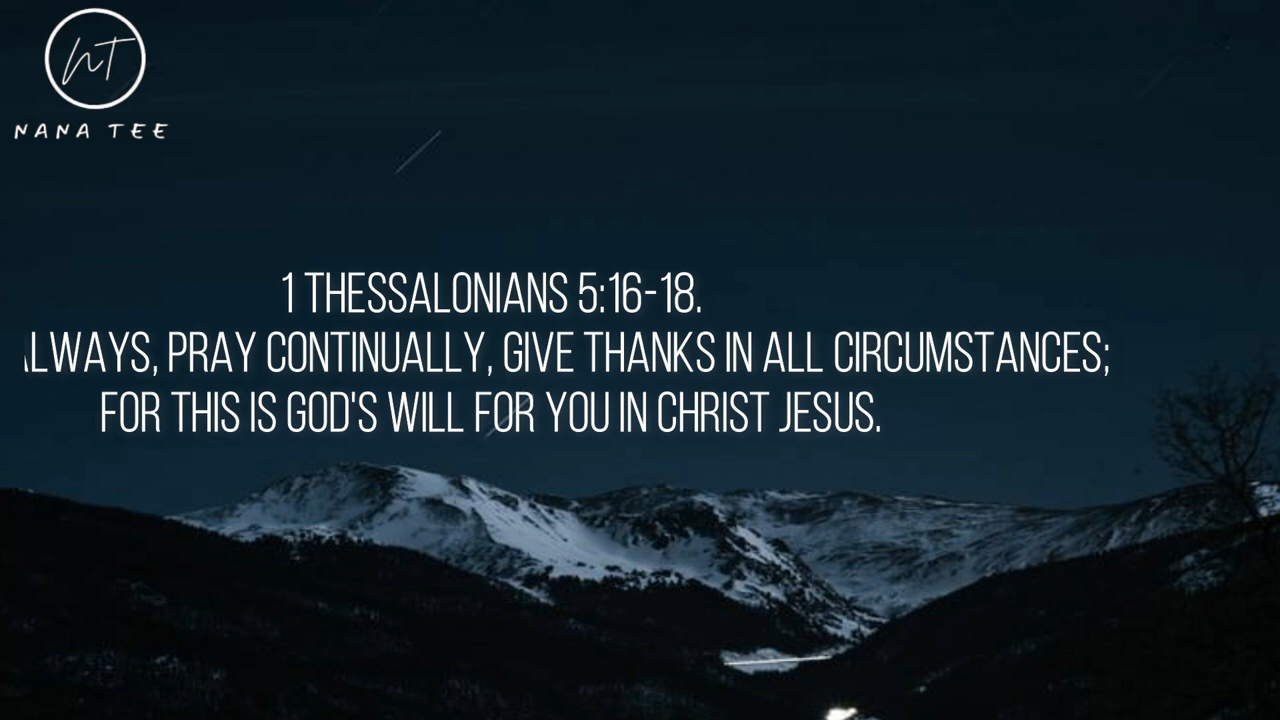 NANA TEE
1 THESSALONIANS 5:16-18.
LWAYS, PRAY CONTINUALLY, GIVE THANKS IN ALL CIRCUMSTANCES;
FOR THIS IS GOD'S WILL FOR YOU IN CHRIST JESUS.